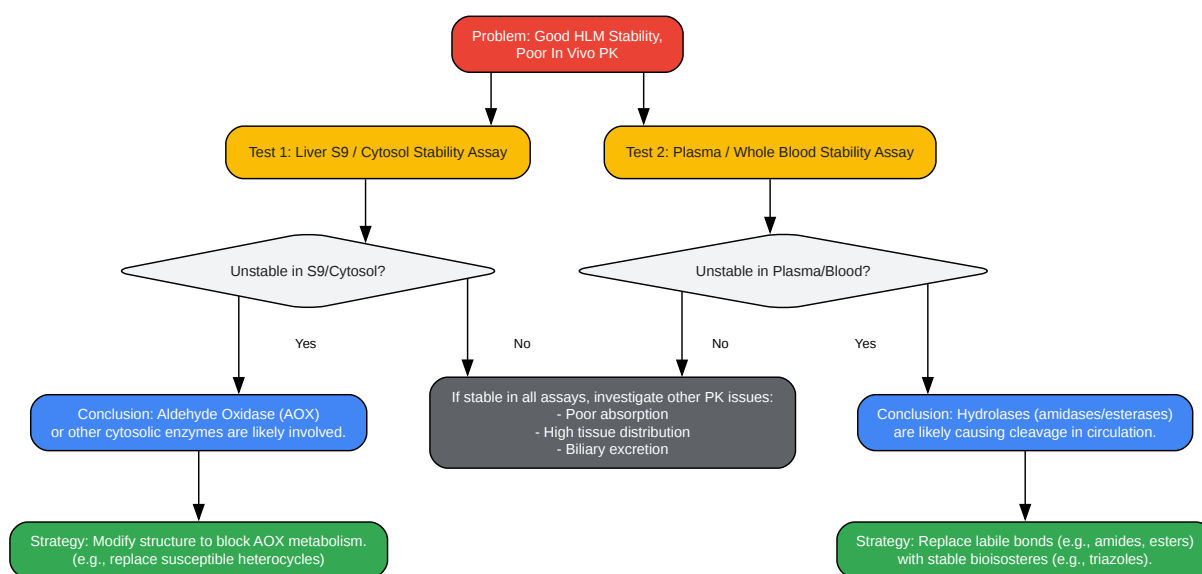 Problem: Good HLM Stability,
Poor In Vivo PK
Test 1: Liver S9 / Cytosol Stability Assay
Test 2: Plasma / Whole Blood Stability Assay
Unstable in S9/Cytosol?
Unstable in Plasma/Blood?
Yes
No
No
Yes
Conclusion: Aldehyde Oxidase (AOX)
or other cytosolic enzymes are likely involved.
If stable in all assays, investigate other PK issues:
- Poor absorption
- High tissue distribution
- Biliary excretion
Conclusion: Hydrolases (amidases/esterases)
are likely causing cleavage in circulation.
Strategy: Modify structure to block AOX metabolism.
(e.g., replace susceptible heterocycles)
Strategy: Replace labile bonds (e.g., amides, esters)
with stable bioisosteres (e.g., triazoles).